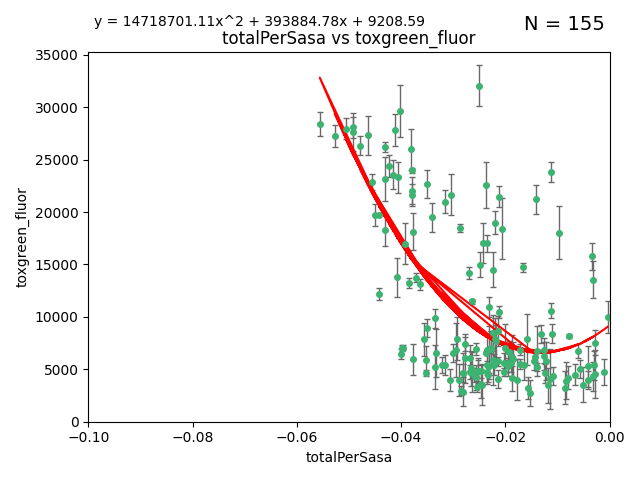 y = 14718701.11x^2 + 393884.78x + 9208.59
N = 155
totalPerSasa vs toxgreen_fluor
35000
30000
25000
20000
15000
10000
5000
0
toxgreen_fluor
−0.10
−0.08
−0.06
−0.04
−0.02
0.00
totalPerSasa